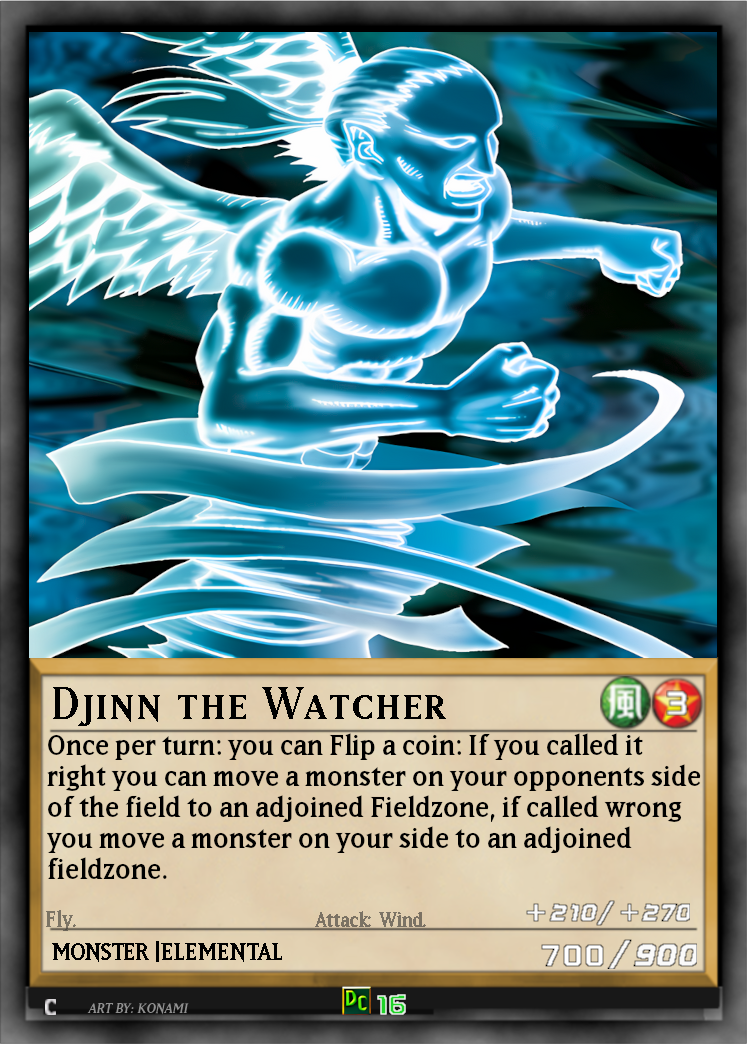 Djinn the Watcher 風 3
Once per turn: you can Flip a coin: If you called it
right you can move a monster on your opponents side
of the field to an adjoined Fieldzone, if called wrong
you move a monster on your side to an adjoined
fieldzone.
Fly. Attack: Wind. +210/ +270
MONSTER |ELEMENTAL 700/900
C ART BY: KONAMI DC 16